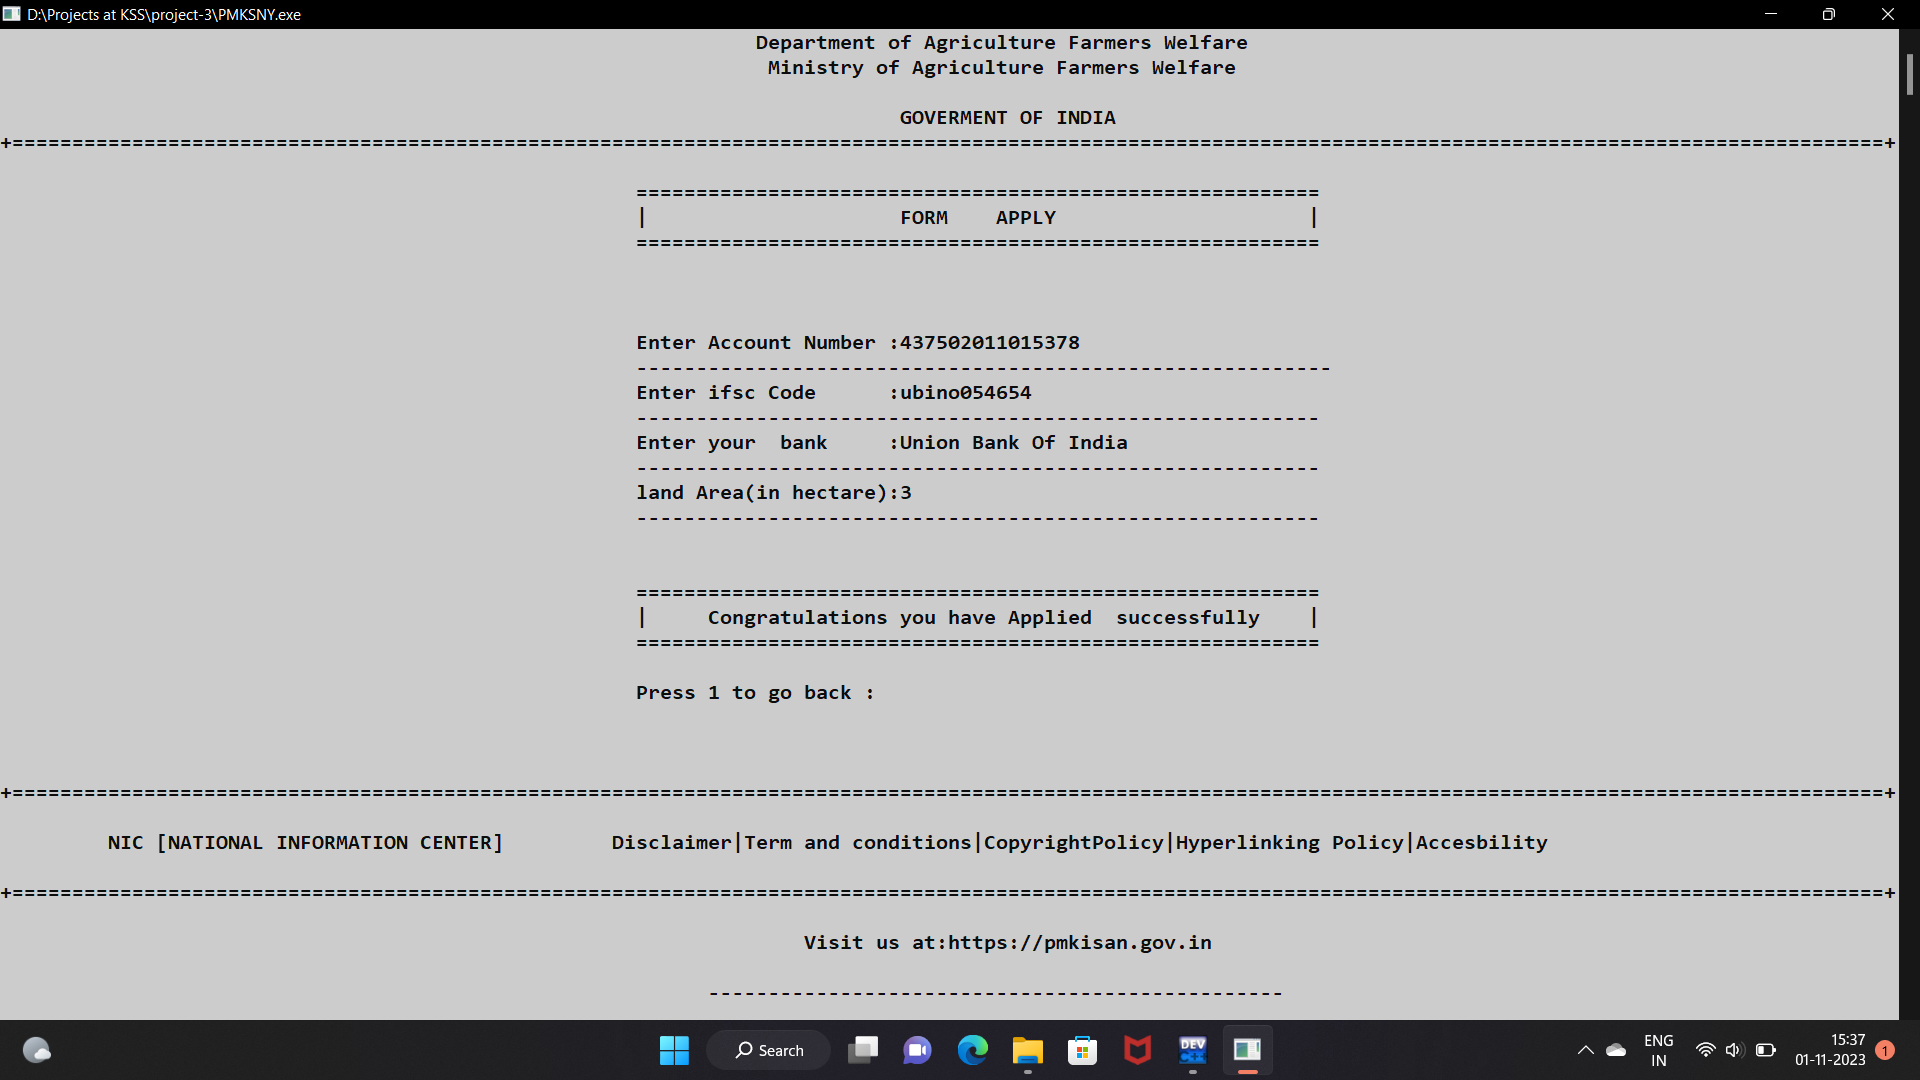 D:\Projects at KSS\project-3\PMKSNY.exe
Department of Agriculture Farmers Welfare
Ministry of Agriculture Farmers Welfare
GOVERMENT OF INDIA
FORM APPLY
Enter Account Number :437502011015378
Enter ifsc Code :ubino054654
Enter your bank :Union Bank Of India
land Area(in hectare):3
Congratulations you have Applied successfully
Press 1 to go back :
NIC [NATIONAL INFORMATION CENTER] Disclaimer|Term and conditions|CopyrightPolicy|Hyperlinking Policy|Accesbility
Visit us at:https://pmkisan.gov.in
Search
DEV
C++
ENG
IN
15:37
01-11-2023
1